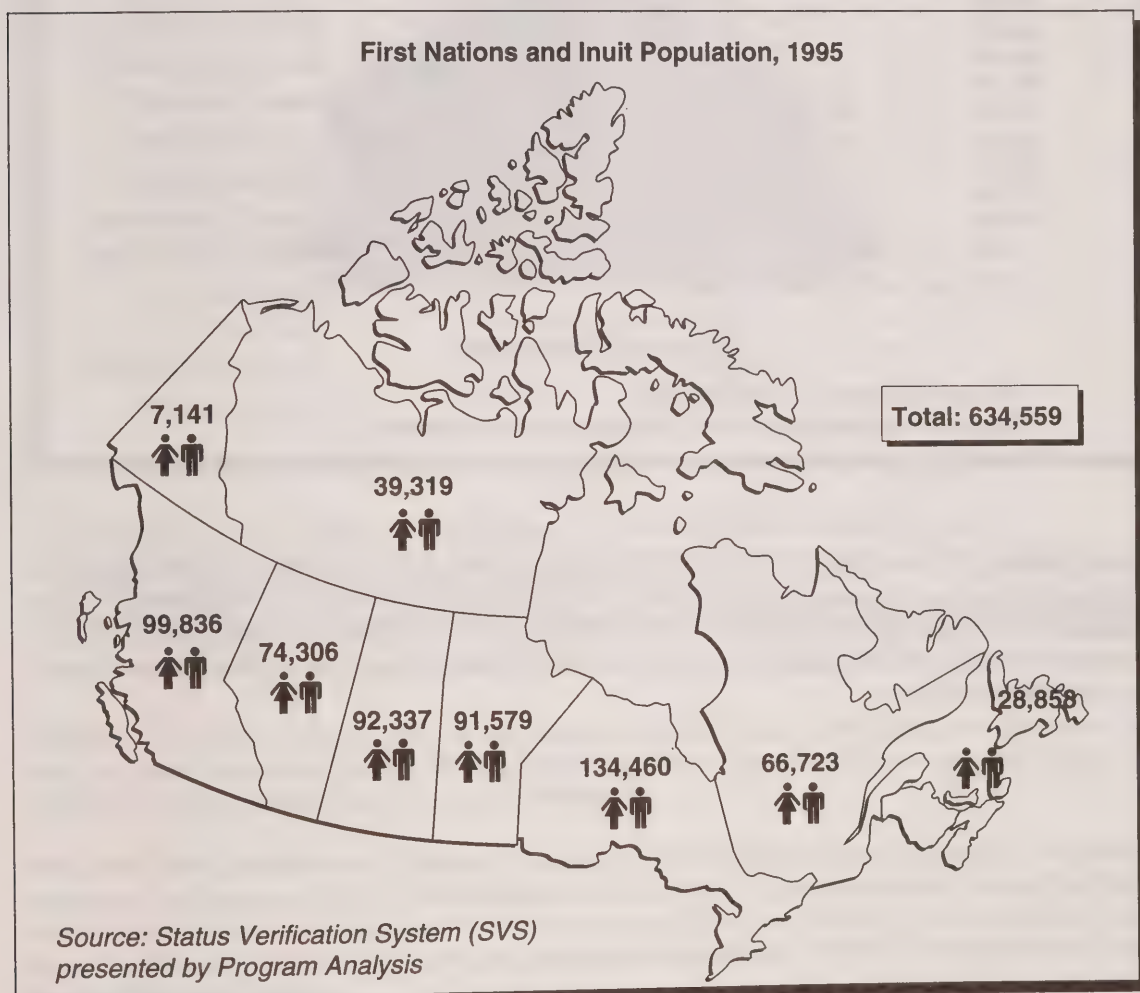 First Nations and Inuit Population, 1995
7,141
Total: 634,559
39,319
99,836
74,306
92,337
91,579
134,460
66,723
28,858
Source: Status Verification System (SVS)
presented by Program Analysis